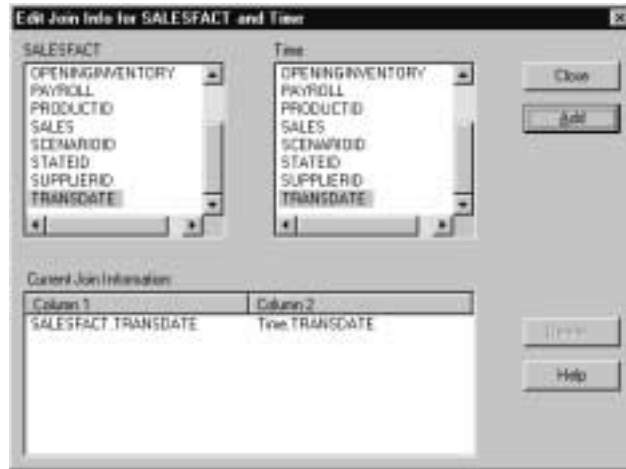 Edit Join Info for SALESFACT and Time
SALESFACT
OPENINGINVENTORY
PAYROLL
PRODUCTID
SALES
SCENARIOID
STATEID
SUPPLIERID
TRANSDATE
Time
OPENINGINVENTORY
PAYROLL
PRODUCTID
SALES
SCENARIOID
STATEID
SUPPLIERID
TRANSDATE
Close
Add
Current Join Information:
Column 1 Column 2
SALESFACT.TRANSDATE Time.TRANSDATE
Help